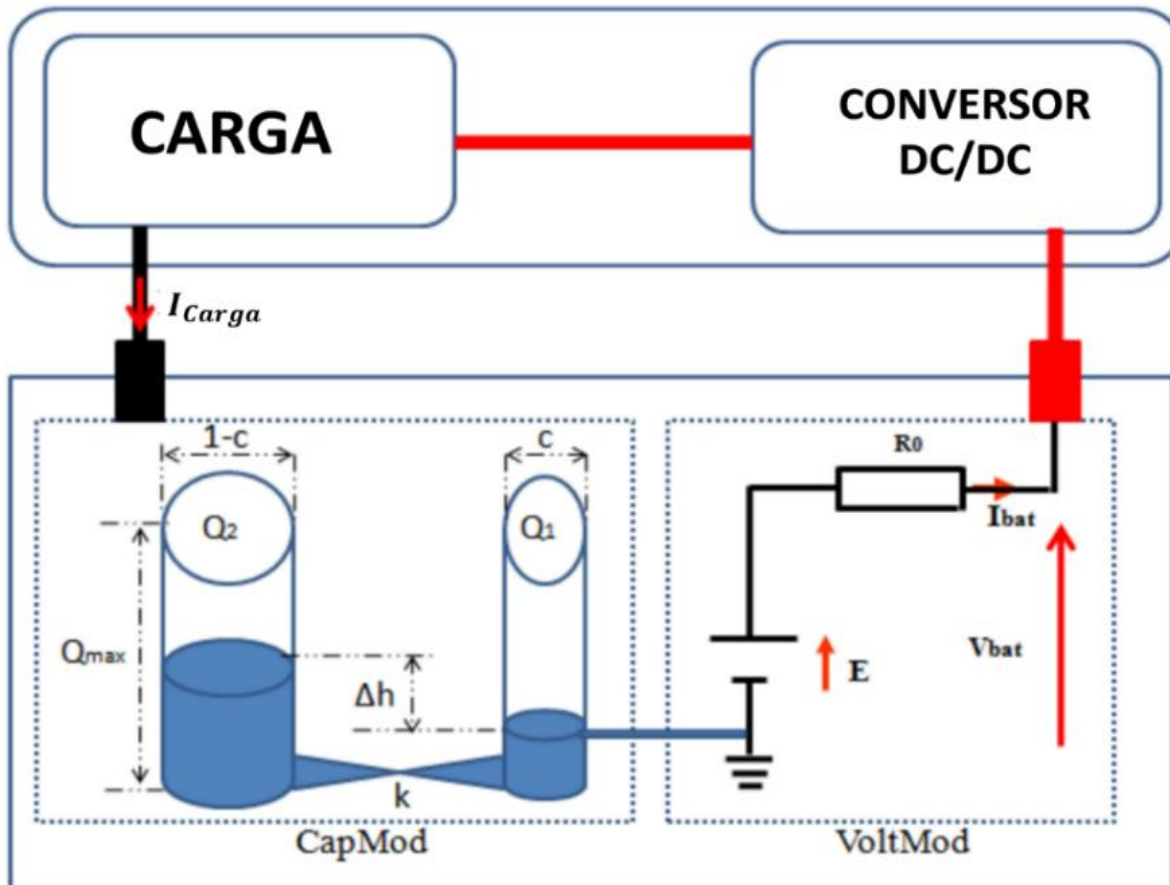 CARGA
CONVERSOR
DC/DC
I_Carga
1-c
c
R0
Q2
Q1
Ibat
Qmax
Δh
E
Vbat
k
CapMod
VoltMod